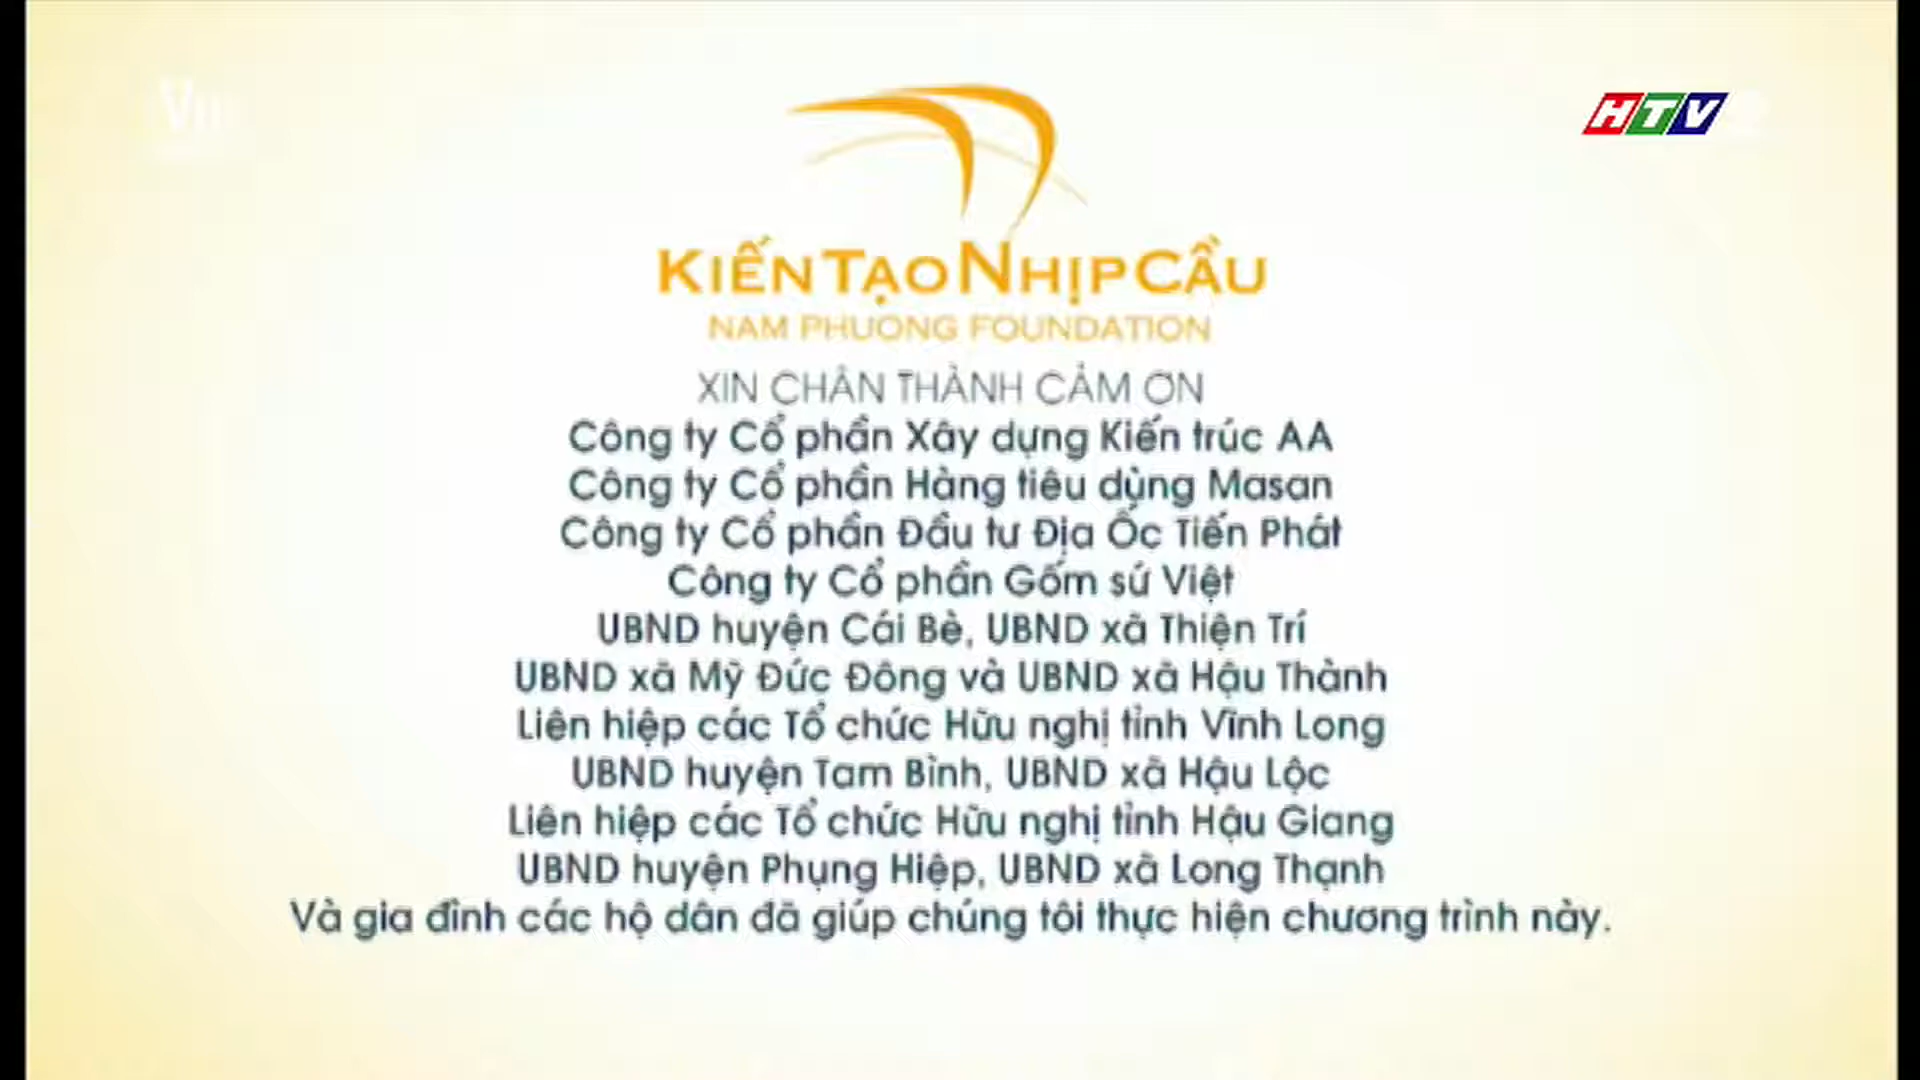 HTV
KIẾN TẠO NHỊP CẦU
NAM PHUONG FOUNDATION
XIN CHÂN THÀNH CẢM ƠN
Công ty Cổ phần Xây dựng Kiến trúc AA
Công ty Cổ phần Hàng tiêu dùng Masan
Công ty Cổ phần Đầu tư Địa Ốc Tiến Phát
Công ty Cổ phần Gốm sứ Việt
UBND huyện Cái Bè, UBND xã Thiện Trí
UBND xã Mỹ Đức Đông và UBND xã Hậu Thành
Liên hiệp các Tổ chức Hữu nghị tỉnh Vĩnh Long
UBND huyện Tam Bình, UBND xã Hậu Lộc
Liên hiệp các Tổ chức Hữu nghị tỉnh Hậu Giang
UBND huyện Phụng Hiệp, UBND xã Long Thạnh
Và gia đình các hộ dân đã giúp chúng tôi thực hiện chương trình này.